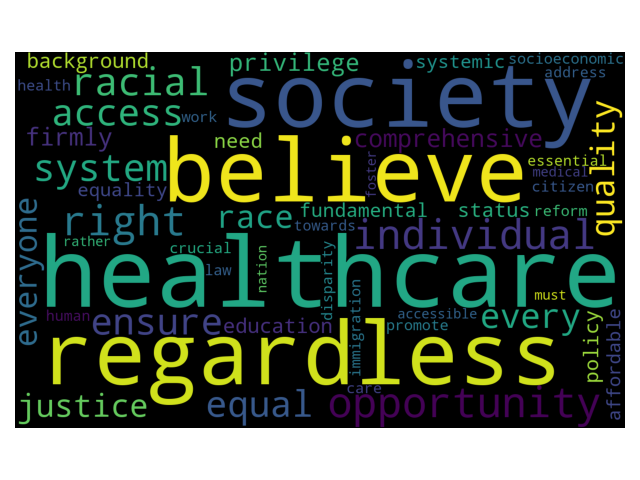 background privilege systemic socioeconomic
health racial society address
access work
firmly need believe comprehensive quality
system essential
equality foster medical
citizen
everyone right race fundamental status reform
towards individual
rather crucial healthcare
law nation disparity immigration
human must
ensure education accessible every
promote
regardless policy affordable
care
justice equal opportunity